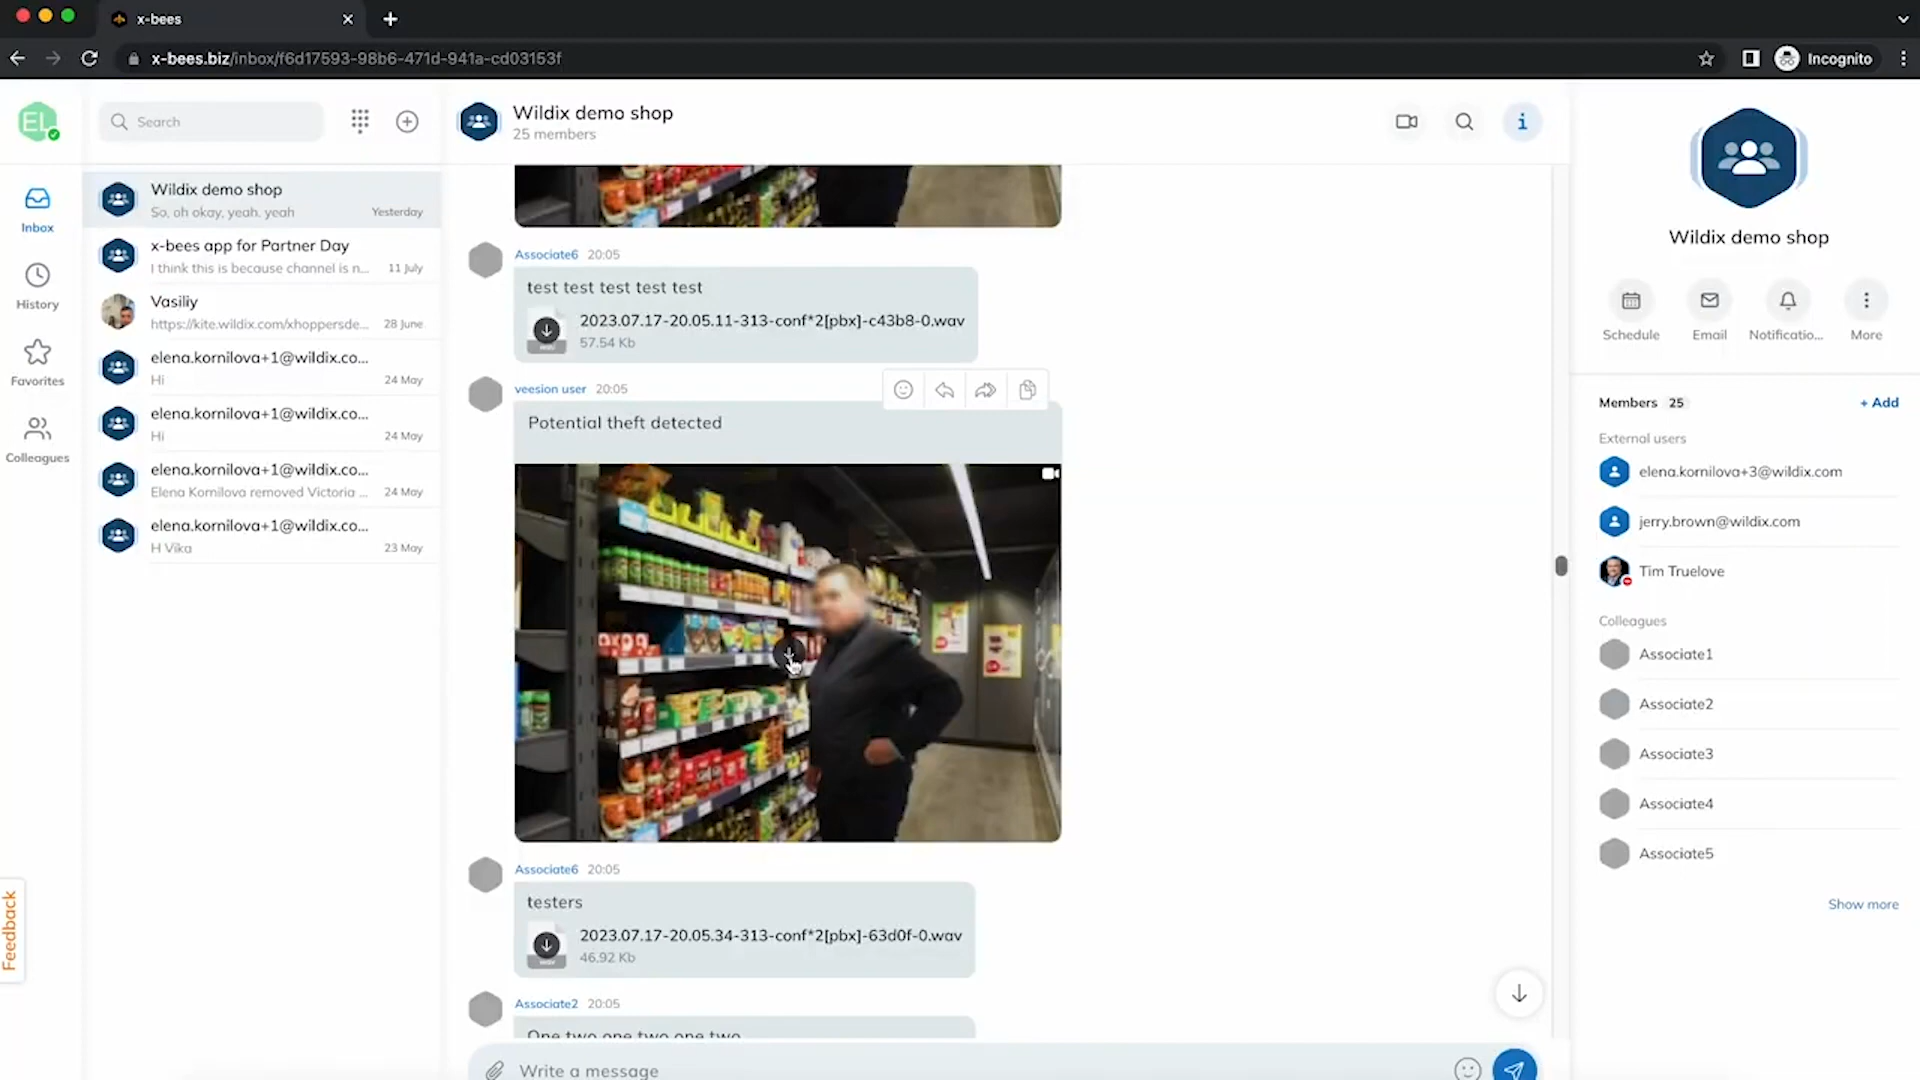 x-bees
x-bees.biz/inbox/f6d17593-98b6-471d-941a-cd03153f
Incognito
EL
Search
Inbox
History
Favorites
Colleagues
Feedback
Wildix demo shop
So, oh okay, yeah. yeah
Yesterday
x-bees app for Partner Day
I think this is because channel is n...
11 July
Vasiliy
https://kite.wildix.com/xhoppersde...
28 June
elena.kornilova+1@wildix.co...
Hi
24 May
elena.kornilova+1@wildix.co...
Hi
24 May
elena.kornilova+1@wildix.co...
Elena Kornilova removed Victoria ...
24 May
elena.kornilova+1@wildix.co...
H Vika
23 May
Wildix demo shop
25 members
Associate6 20:05
test test test test test
2023.07.17-20.05.11-313-conf*2[pbx]-c43b8-0.wav
57.54 Kb
veesion user 20:05
Potential theft detected
Associate6 20:05
testers
2023.07.17-20.05.34-313-conf*2[pbx]-63d0f-0.wav
46.92 Kb
Associate2 20:05
One two one two one two
Write a message
Wildix demo shop
Schedule
Email
Notificatio...
More
Members 25
+ Add
External users
elena.kornilova+3@wildix.com
jerry.brown@wildix.com
Tim Truelove
Colleagues
Associate1
Associate2
Associate3
Associate4
Associate5
Show more